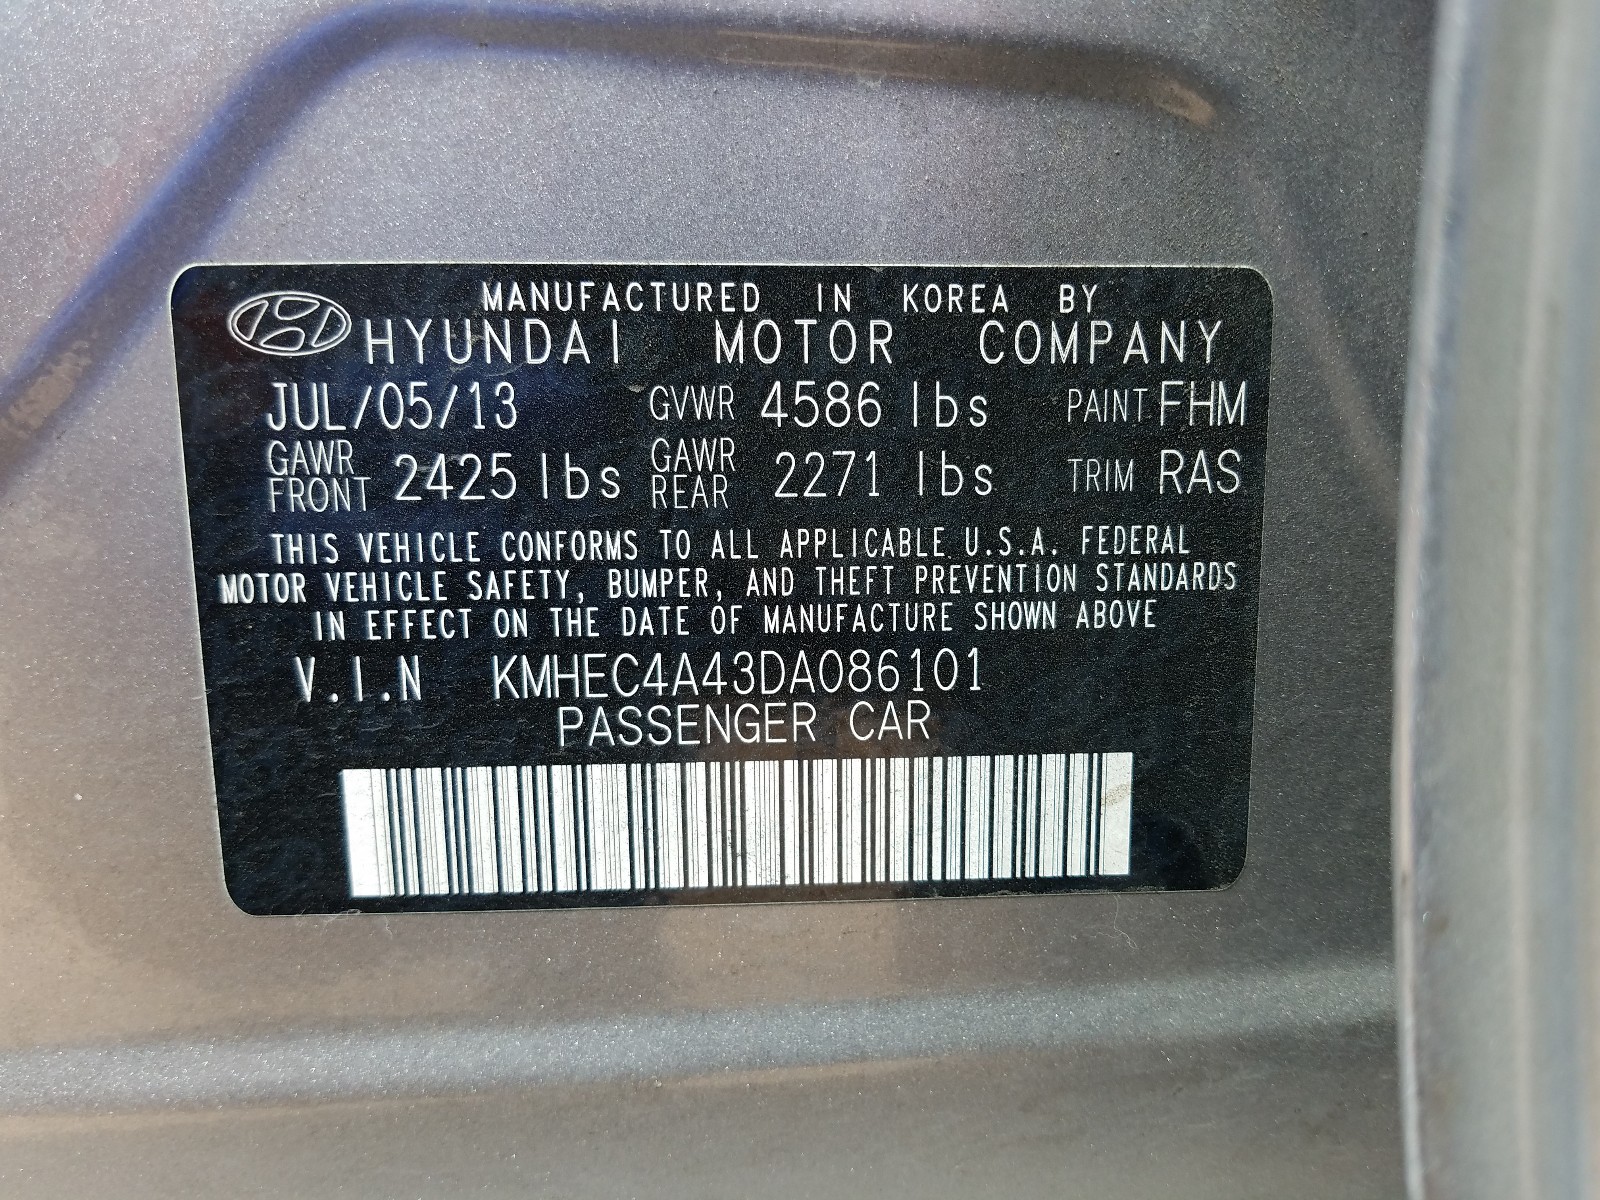 MANUFACTURED IN KOREA BY
HYUNDAI MOTOR COMPANY
JUL/05/13 GVWR 4586 lbs PAINT FHM
GAWR FRONT 2425 lbs GAWR REAR 2271 lbs TRIM RAS
THIS VEHICLE CONFORMS TO ALL APPLICABLE U.S.A. FEDERAL
MOTOR VEHICLE SAFETY, BUMPER, AND THEFT PREVENTION STANDARDS
IN EFFECT ON THE DATE OF MANUFACTURE SHOWN ABOVE
V.I.N KMHEC4A43DA086101
PASSENGER CAR